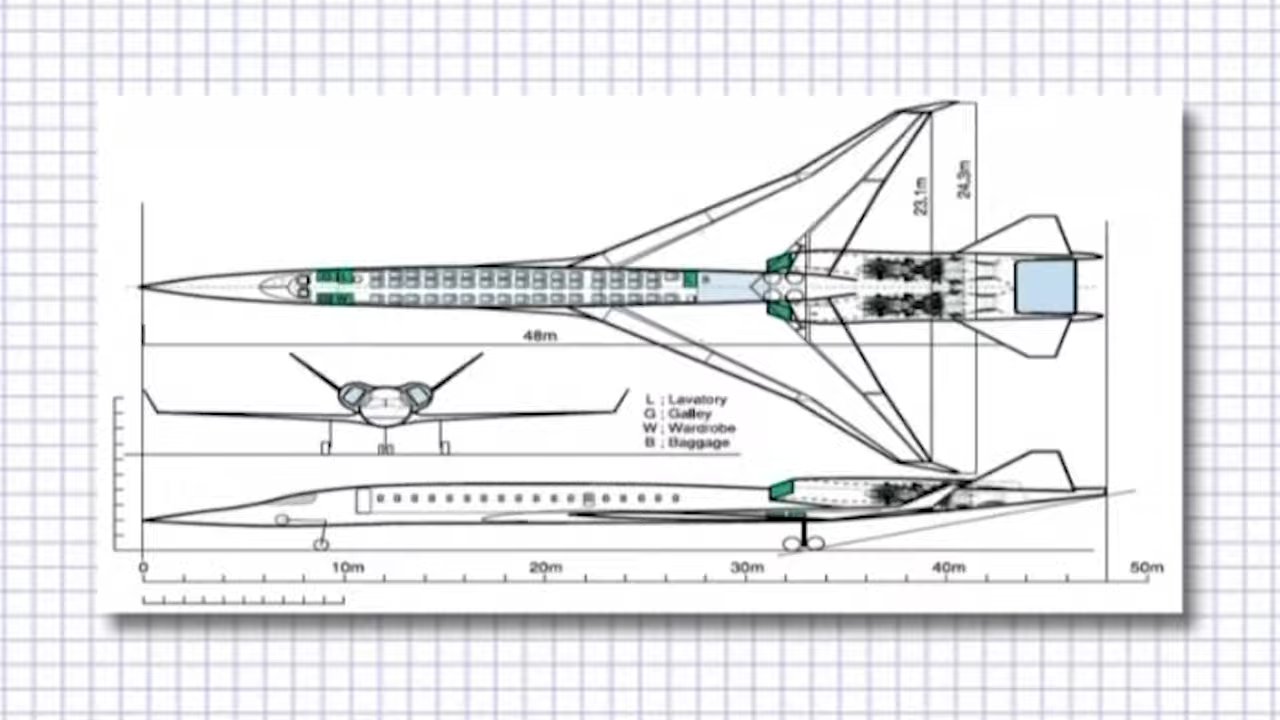 23,1m
24,3m
48m
L ; Lavatory
G ; Galley
W ; Wardrobe
B ; Baggage
0 10m 20m 30m 40m 50m